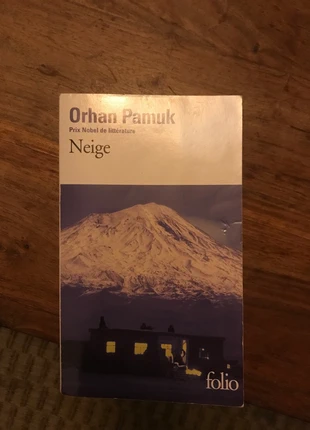 Orhan Pamuk
Prix Nobel de littérature
Neige
folio